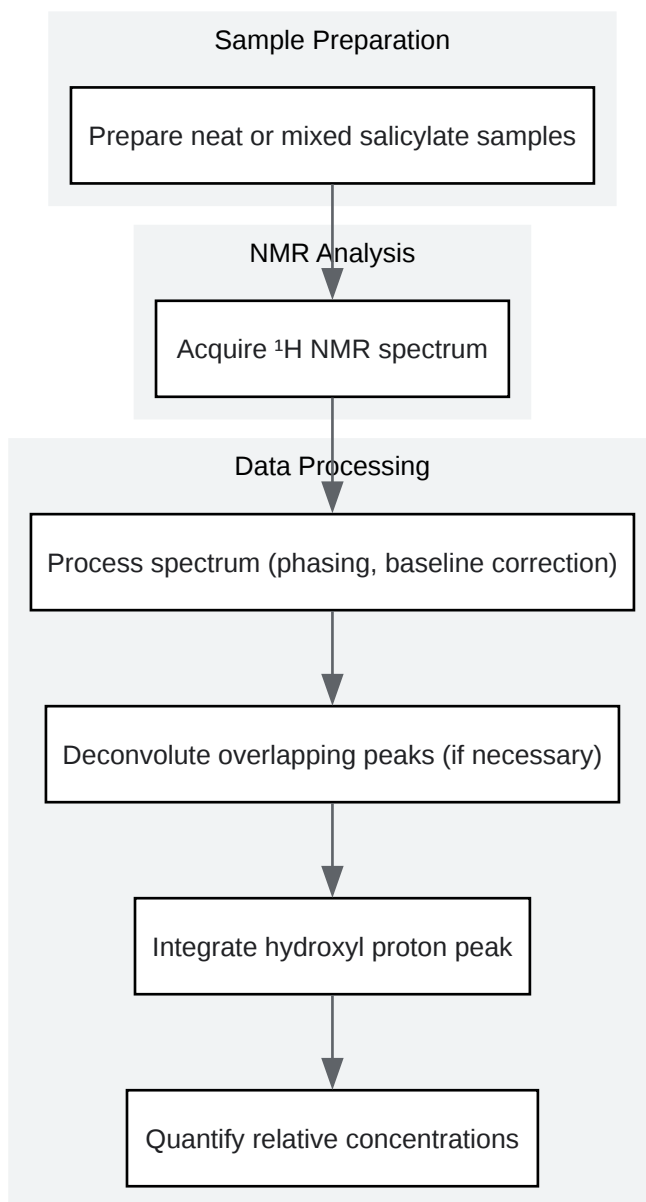 Sample Preparation
Prepare neat or mixed salicylate samples
NMR Analysis
Acquire ¹H NMR spectrum
Data Processing
Process spectrum (phasing, baseline correction)
Deconvolute overlapping peaks (if necessary)
Integrate hydroxyl proton peak
Quantify relative concentrations